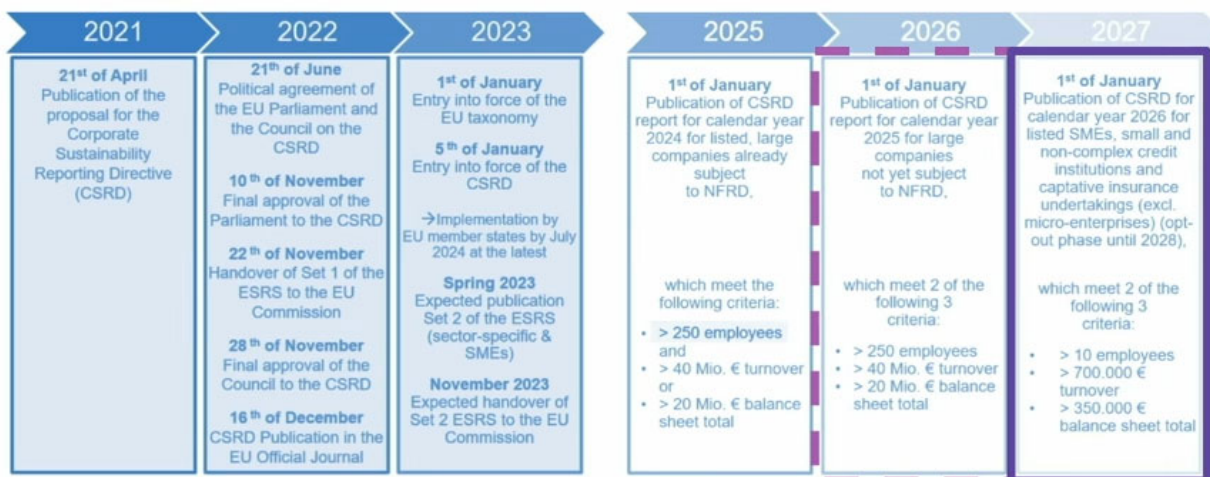 2021
21st of April
Publication of the
proposal for the
Corporate
Sustainability
Reporting Directive
(CSRD)
2022
21th of June
Political agreement of
the EU Parliament and
the Council on the
CSRD
10th of November
Final approval of the
Parliament to the CSRD
22th of November
Handover of Set 1 of the
ESRS to the EU
Commission
28th of November
Final approval of the
Council to the CSRD
16th of December
CSRD Publication in the
EU Official Journal
2023
1st of January
Entry into force of the
EU taxonomy
5th of January
Entry into force of the
CSRD
→Implementation by
EU member states by July
2024 at the latest
Spring 2023
Expected publication
Set 2 of the ESRS
(sector-specific &
SMEs)
November 2023
Expected handover of
Set 2 ESRS to the EU
Commission
2025
1st of January
Publication of CSRD
report for calendar year
2024 for listed, large
companies already
subject
to NFRD,
which meet the
following criteria:
• > 250 employees
and
• > 40 Mio. € turnover
or
• > 20 Mio. € balance
sheet total
2026
1st of January
Publication of CSRD
report for calendar year
2025 for large
companies
not yet subject
to NFRD,
which meet 2 of the
following 3
criteria:
• > 250 employees
• > 40 Mio. € turnover
• > 20 Mio. € balance
sheet total
2027
1st of January
Publication of CSRD for
calendar year 2026 for
listed SMEs, small and
non-complex credit
institutions and
captative insurance
undertakings (excl.
micro-enterprises) (opt-
out phase until 2028),
which meet 2 of the
following 3
criteria:
• > 10 employees
• > 700.000 €
turnover
• > 350.000 €
balance sheet total